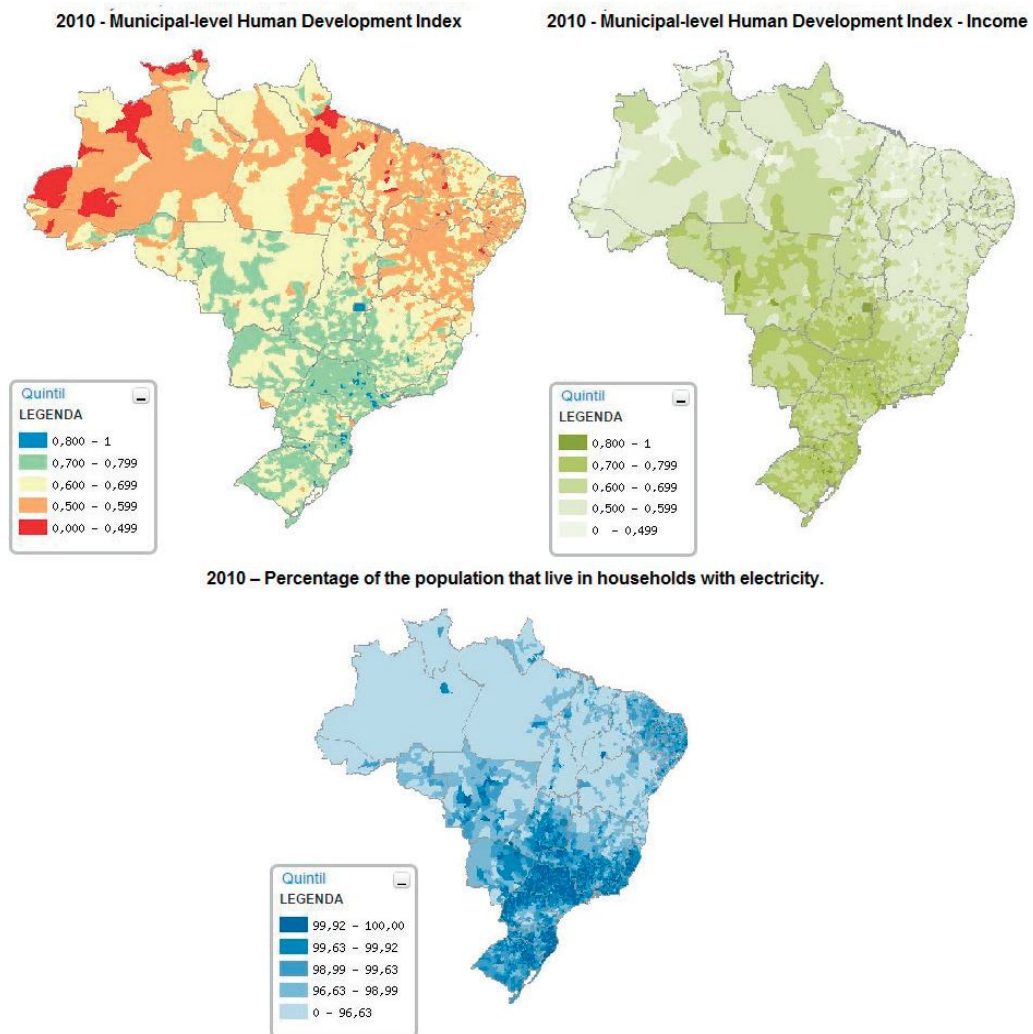 2010 - Municipal-level Human Development Index
2010 - Municipal-level Human Development Index - Income
Quintil
LEGENDA
0,800 - 1
0,700 - 0,799
0,600 - 0,699
0,500 - 0,599
0,000 - 0,499
Quintil
LEGENDA
0,800 - 1
0,700 - 0,799
0,600 - 0,699
0,500 - 0,599
0 - 0,499
2010 – Percentage of the population that live in households with electricity.
Quintil
LEGENDA
99,92 - 100,00
99,63 - 99,92
98,99 - 99,63
96,63 - 98,99
0 - 96,63